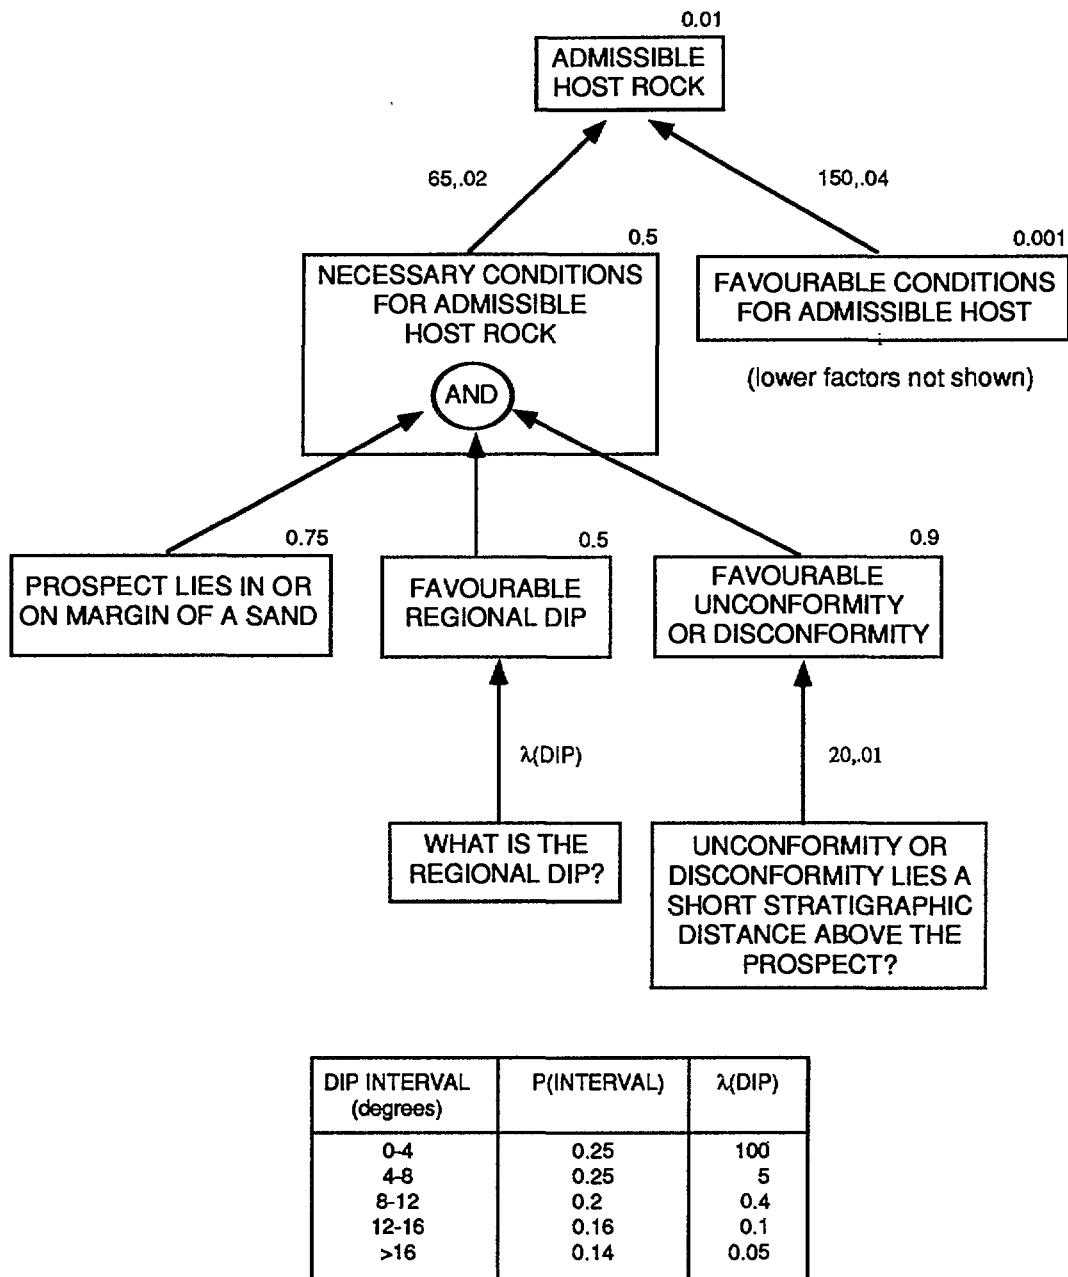 0.01
ADMISSIBLE
HOST ROCK
65,.02
150,.04
0.5
NECESSARY CONDITIONS
FOR ADMISSIBLE
HOST ROCK
AND
0.001
FAVOURABLE CONDITIONS
FOR ADMISSIBLE HOST
(lower factors not shown)
0.75
PROSPECT LIES IN OR
ON MARGIN OF A SAND
0.5
FAVOURABLE
REGIONAL DIP
0.9
FAVOURABLE
UNCONFORMITY
OR DISCONFORMITY
λ(DIP)
20,.01
WHAT IS THE
REGIONAL DIP?
UNCONFORMITY OR
DISCONFORMITY LIES A
SHORT STRATIGRAPHIC
DISTANCE ABOVE THE
PROSPECT?
DIP INTERVAL P(INTERVAL) λ(DIP)
(degrees)
0-4 0.25 100
4-8 0.25 5
8-12 0.2 0.4
12-16 0.16 0.1
>16 0.14 0.05